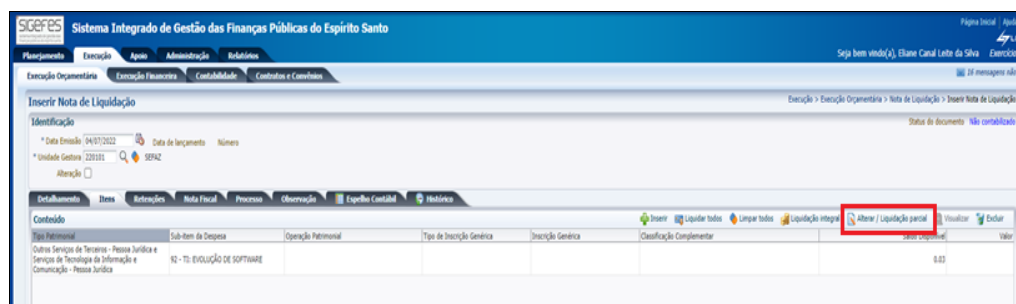 SIGEFES Sistema Integrado de Gestão das Finanças Públicas do Espírito Santo
Página Inicial | Ajuda
Planejamento Execução Apoio Administração Relatórios
Seja bem vindo(a), Eliane Canal Leite da Silva Exercício
Execução Orçamentária Execução Financeira Contabilidade Contratos e Convênios
16 mensagens não
Inserir Nota de Liquidação
Execução > Execução Orçamentária > Nota de Liquidação > Inserir Nota de Liquidação
Identificação
Status do documento Não contabilizado
* Data Emissão 04/07/2022 Data de lançamento Número
* Unidade Gestora 220101 SEFAZ
Alteração
Detalhamento Itens Retenções Nota Fiscal Processo Observação Espelho Contábil Histórico
Conteúdo
Inserir Liquidar todos Limpar todos Liquidação integral Alterar / Liquidação parcial Visualizar Excluir
Tipo Patrimonial Sub-item da Despesa Operação Patrimonial Tipo de Inscrição Genérica Inscrição Genérica Classificação Complementar Saldo Disponível Valor
Outros Serviços de Terceiros - Pessoa Jurídica e
Serviços de Tecnologia da Informação e
Comunicação - Pessoa Jurídica
92 - TI: EVOLUÇÃO DE SOFTWARE
0.03